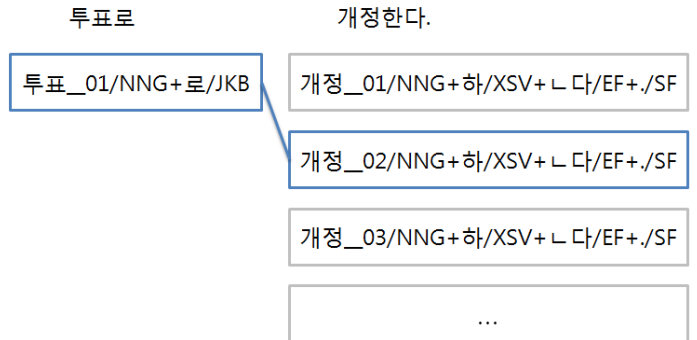 투표로 개정한다.
투표__01/NNG+로/JKB 개정__01/NNG+하/XSV+ㄴ다/EF+./SF
개정__02/NNG+하/XSV+ㄴ다/EF+./SF
개정__03/NNG+하/XSV+ㄴ다/EF+./SF
...